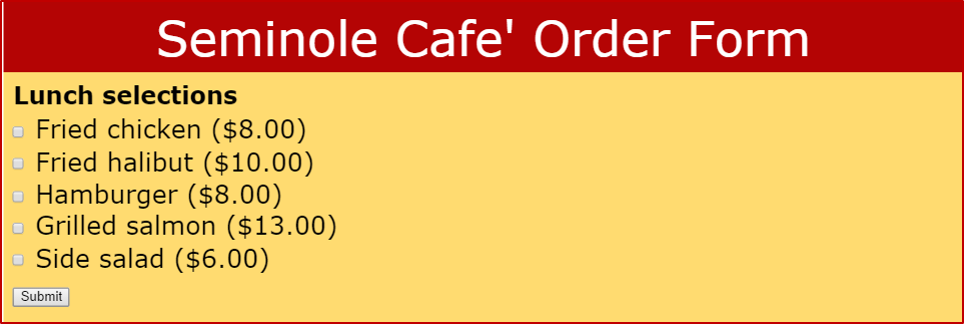 Seminole Cafe' Order Form
Lunch selections
Fried chicken ($8.00)
Fried halibut ($10.00)
Hamburger ($8.00)
Grilled salmon ($13.00)
Side salad ($6.00)
Submit